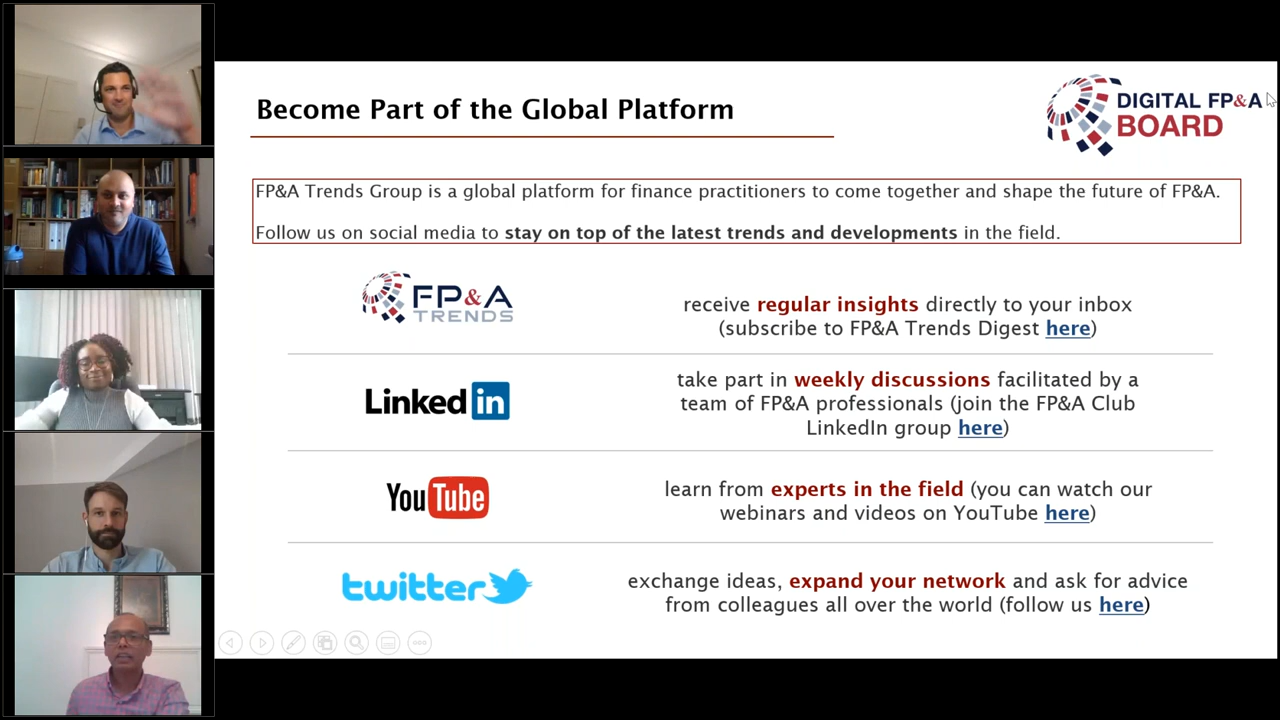 Become Part of the Global Platform
DIGITAL FP&A
BOARD
FP&A Trends Group is a global platform for finance practitioners to come together and shape the future of FP&A.
Follow us on social media to stay on top of the latest trends and developments in the field.
FP&A
TRENDS
receive regular insights directly to your inbox
(subscribe to FP&A Trends Digest here)
Linked in
take part in weekly discussions facilitated by a
team of FP&A professionals (join the FP&A Club
LinkedIn group here)
YouTube
learn from experts in the field (you can watch our
webinars and videos on YouTube here)
twitter
exchange ideas, expand your network and ask for advice
from colleagues all over the world (follow us here)